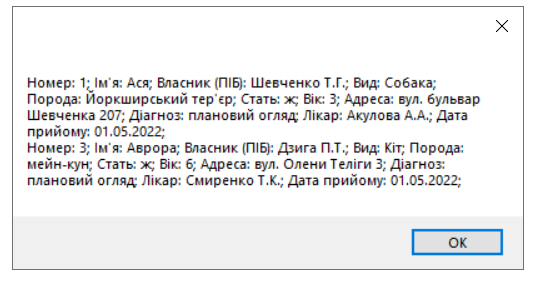 Номер: 1; Ім'я: Ася; Власник (ПІБ): Шевченко Т.Г.; Вид: Собака;
Порода: Йоркширський тер'єр; Стать: ж; Вік: 3; Адреса: вул. бульвар
Шевченка 207; Діагноз: плановий огляд; Лікар: Акулова А.А.; Дата
прийому: 01.05.2022;
Номер: 3; Ім'я: Аврора; Власник (ПІБ): Дзига П.Т.; Вид: Кіт; Порода:
мейн-кун; Стать: ж; Вік: 6; Адреса: вул. Олени Теліги 3; Діагноз:
плановий огляд; Лікар: Смиренко Т.К.; Дата прийому: 01.05.2022;
ОК